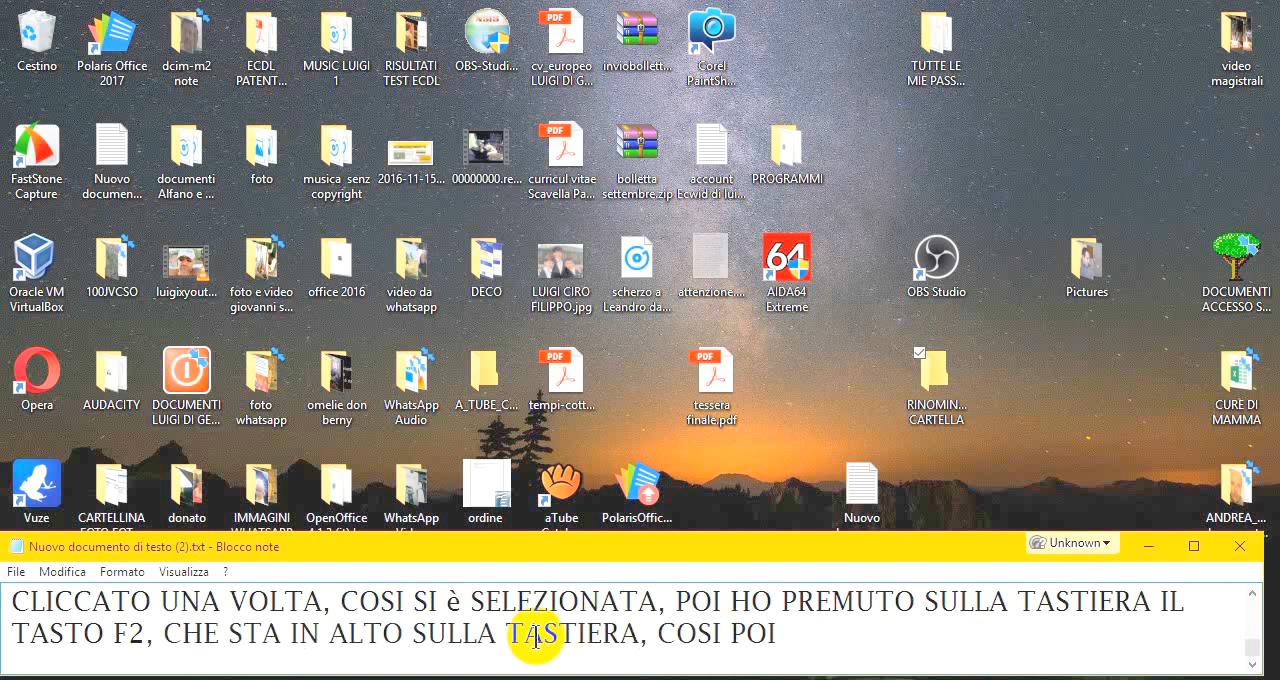 Cestino
Polaris Office
2017
dcim-m2
note
ECDL
PATENT...
MUSIC LUIGI
1
RISULTATI
TEST ECDL
OBS-Studi...
cv_europeo
LUIGI DI G...
inviobollett...
Corel
PaintSh...
TUTTE LE
MIE PASS...
video
magistrali
FastStone
Capture
Nuovo
documen...
documenti
Alfano e ...
foto
musica senz
copyright
2016-11-15...
00000000.re...
curricul vitae
Scavella Pa...
bolletta
settembre.zip
account
Ecwid di lui...
PROGRAMMI
Oracle VM
VirtualBox
100JVCSO
luigixyout...
foto e video
giovanni s...
office 2016
video da
whatsapp
DECO
LUIGI CIRO
FILIPPO.jpg
scherzo a
Leandro da...
attenzione....
AIDA64
Extreme
OBS Studio
Pictures
DOCUMENTI
ACCESSO S...
Opera
AUDACITY
DOCUMENTI
LUIGI DI GE...
foto
whatsapp
omelie don
berny
WhatsApp
Audio
A_TUBE_C...
tempi-cott...
tessera
finale.pdf
RINOMIN...
CARTELLA
CURE DI
MAMMA
Vuze
CARTELLINA
donato
IMMAGINI
WHATSAPP
OpenOffice
WhatsApp
ordine
aTube
PolarisOffic...
Nuovo
ANDREA_...
Nuovo documento di testo (2).txt - Blocco note
Unknown
File Modifica Formato Visualizza ?
CLICCATO UNA VOLTA, COSI SI è SELEZIONATA, POI HO PREMUTO SULLA TASTIERA IL
TASTO F2, CHE STA IN ALTO SULLA TASTIERA, COSI POI